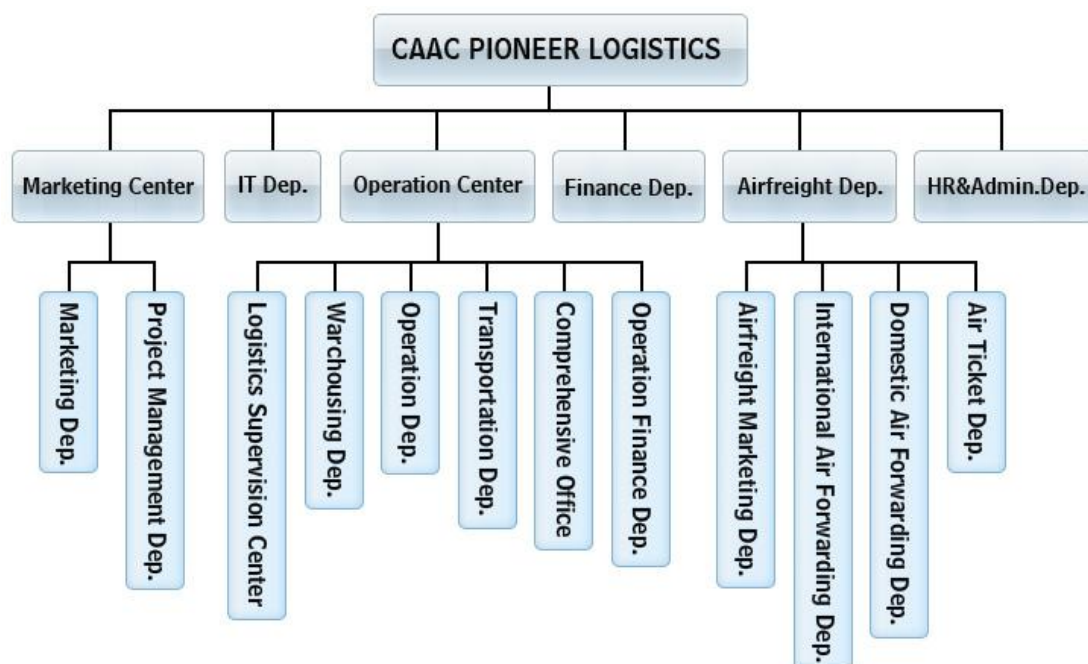 CAAC PIONEER LOGISTICS
Marketing Center
IT Dep.
Operation Center
Finance Dep.
Airfreight Dep.
HR&Admin.Dep.
Marketing Dep.
Project Management Dep.
Logistics Supervision Center
Warchousing Dep.
Operation Dep.
Transportation Dep.
Comprehensive Office
Operation Finance Dep.
Airfreight Marketing Dep.
International Air Forwarding Dep.
Domestic Air Forwarding Dep.
Air Ticket Dep.